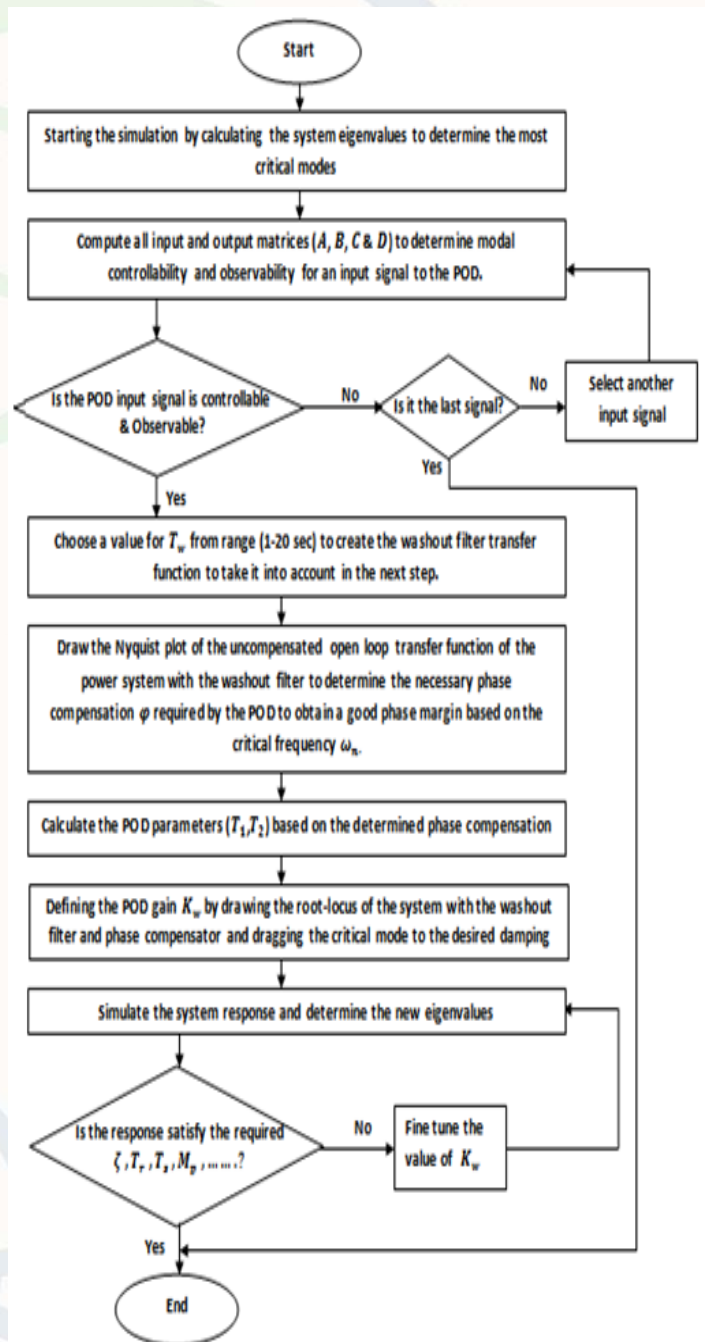 Start
Starting the simulation by calculating the system eigenvalues to determine the most
critical modes
Compute all input and output matrices (A, B, C & D) to determine modal
controllability and observability for an input signal to the POD.
Is the POD input signal is controllable
& Observable?
No
Is it the last signal?
No
Select another
input signal
Yes
Yes
Choose a value for T_w from range (1-20 sec) to create the washout filter transfer
function to take it into account in the next step.
Draw the Nyquist plot of the uncompensated open loop transfer function of the
power system with the washout filter to determine the necessary phase
compensation φ required by the POD to obtain a good phase margin based on the
critical frequency ω_n.
Calculate the POD parameters (T_1,T_2) based on the determined phase compensation
Defining the POD gain K_w by drawing the root-locus of the system with the washout
filter and phase compensator and dragging the critical mode to the desired damping
Simulate the system response and determine the new eigenvalues
Is the response satisfy the required
ζ ,T_r ,T_s ,M_p , .... ...?
No
Fine tune the
value of K_w
Yes
End